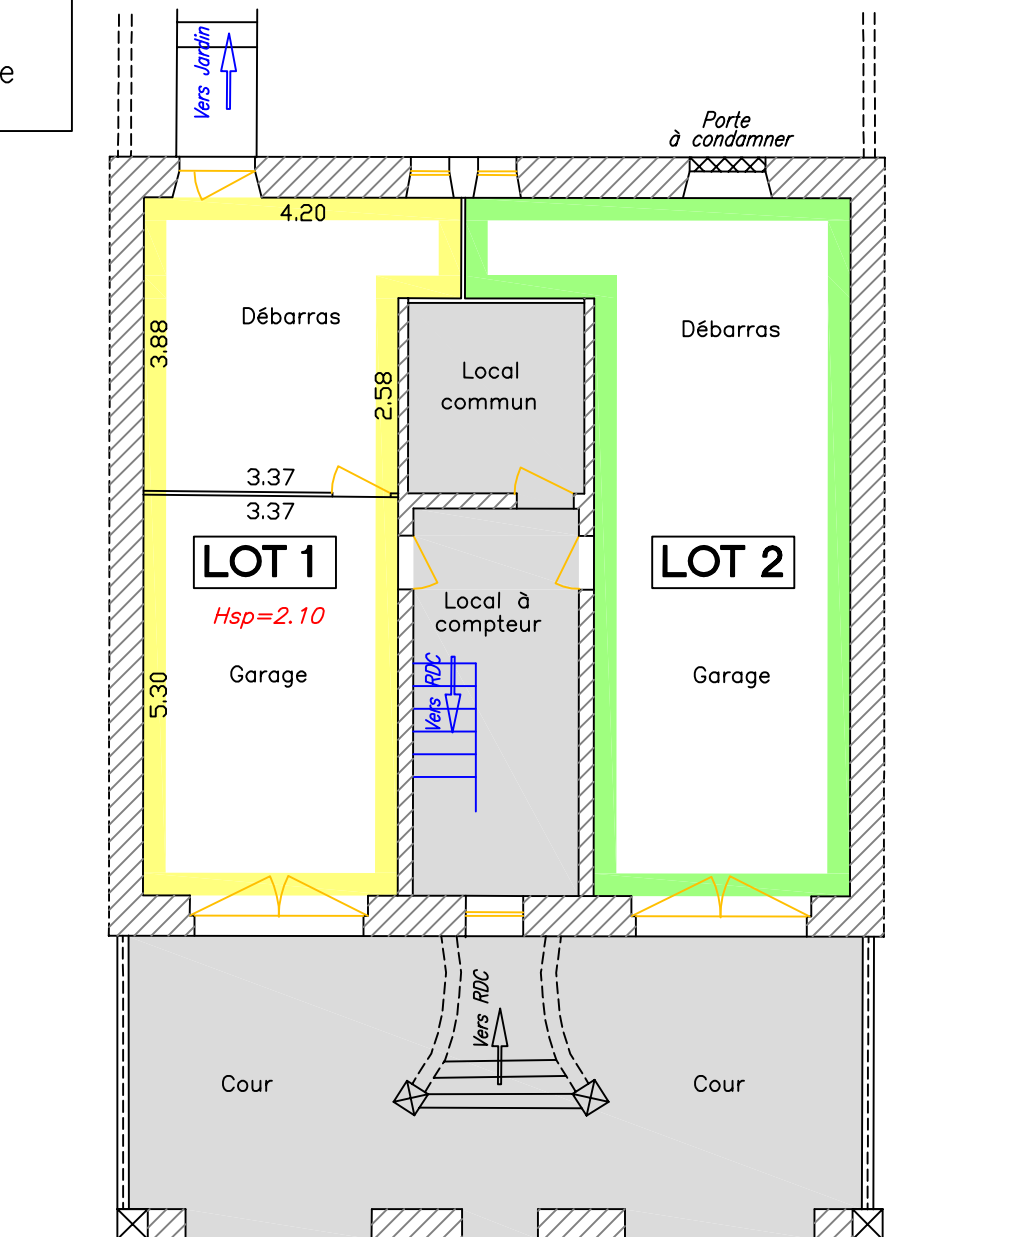 e
Vers Jardin
Porte
à condamner
4.20
Débarras
3.88
2.58
Débarras
Local
commun
3.37
3.37
LOT 1
LOT 2
Hsp=2.10
Local à
compteur
Garage
5.30
Vers RDC
Garage
Vers RDC
Cour
Cour